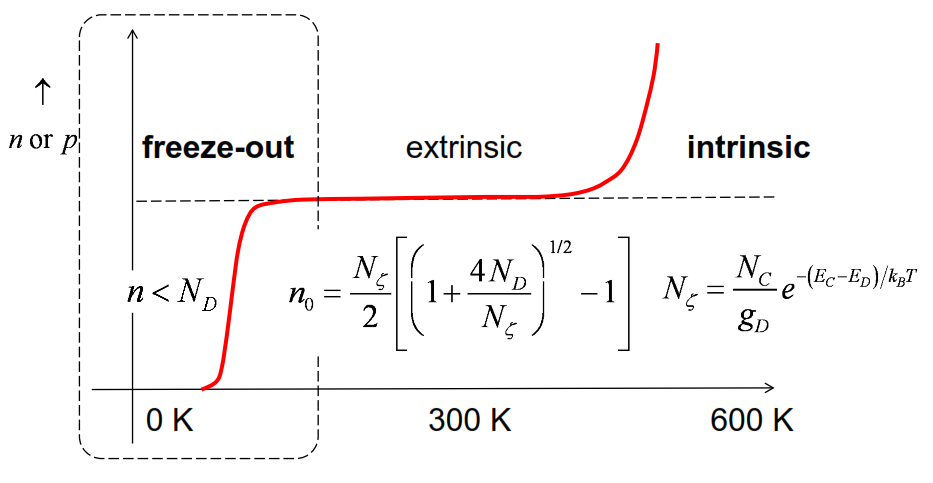 ↑
n or p
freeze-out extrinsic intrinsic
n < N_D n_0 = N_ζ/2 [(1 + 4N_D/N_ζ)^{1/2} − 1] N_ζ = N_C/g_D e^{−(E_C−E_D)/k_BT}
0 K 300 K 600 K